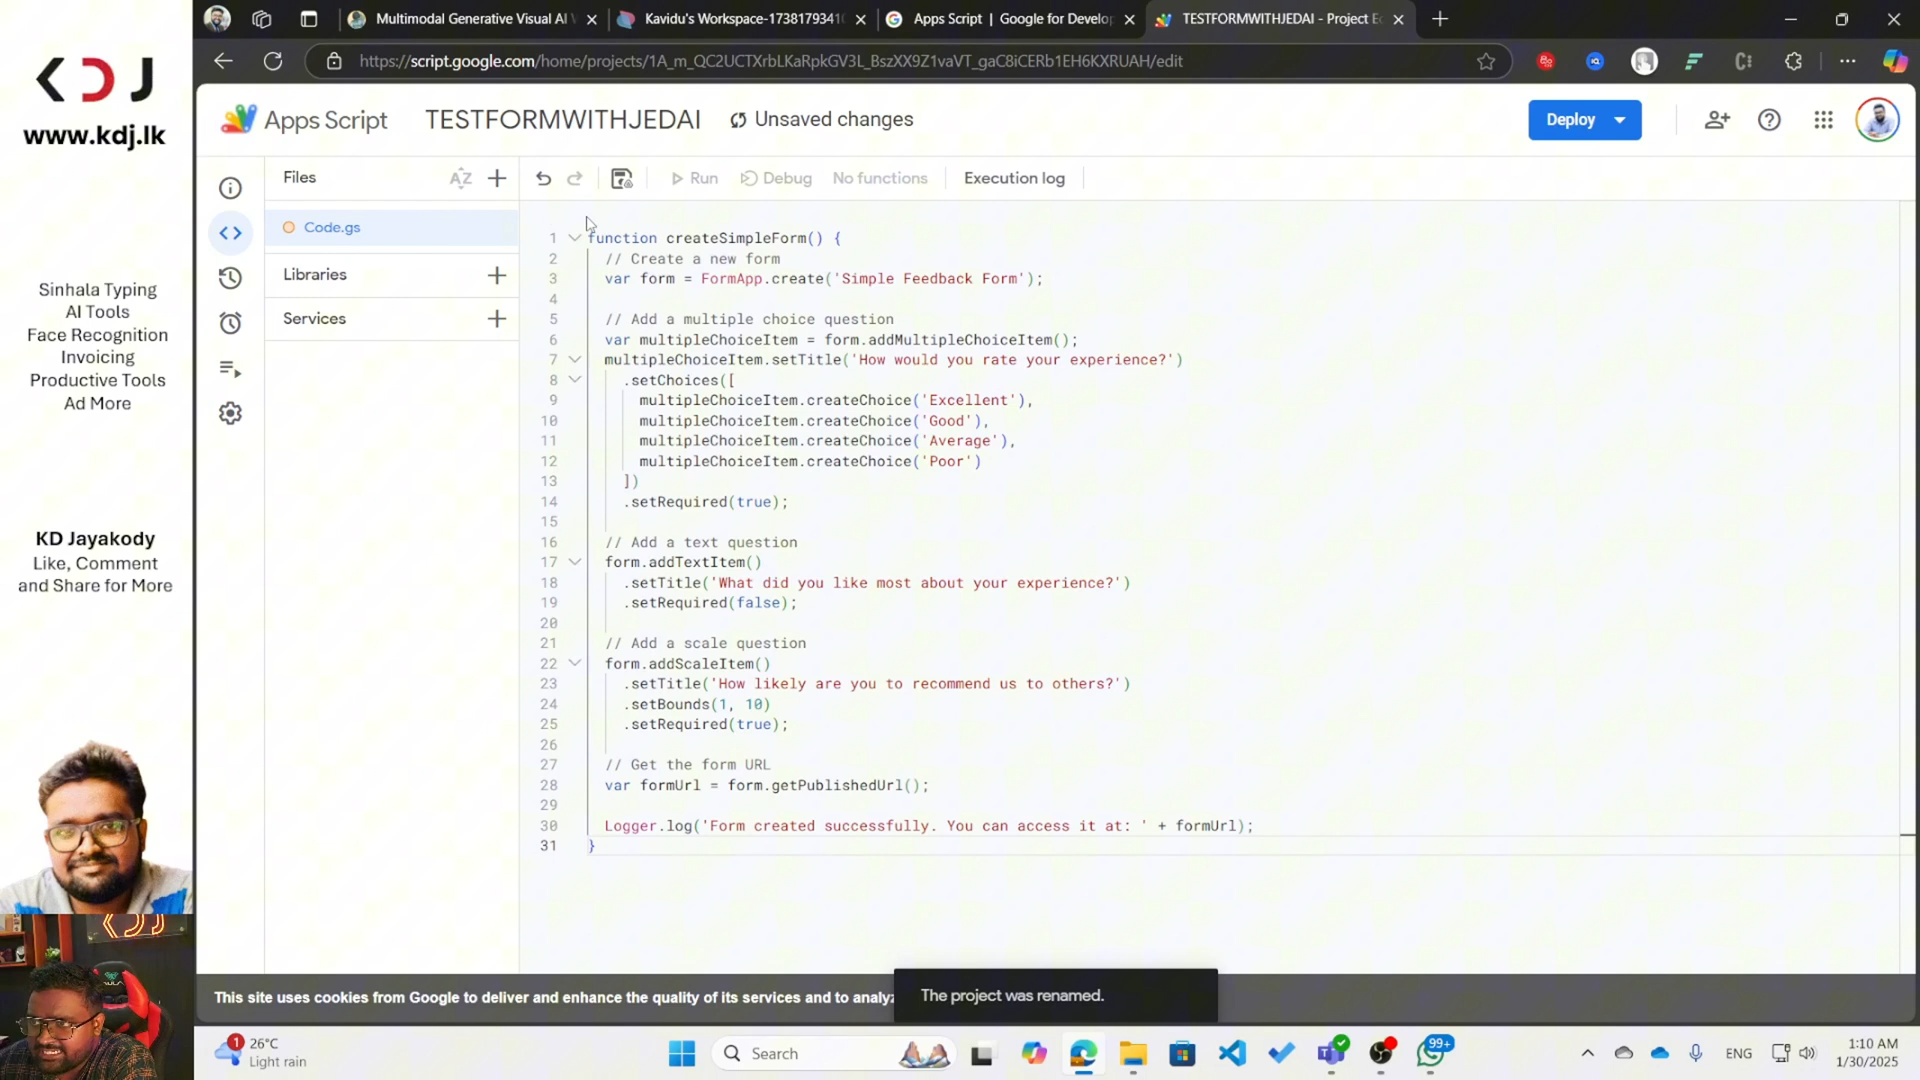 KDJ
www.kdj.lk
Sinhala Typing
AI Tools
Face Recognition
Invoicing
Productive Tools
Ad More
KD Jayakody
Like, Comment
and Share for More
Multimodal Generative Visual AI
Kavidu's Workspace-1738179341
Apps Script | Google for Develo
TESTFORMWITHJEDAI - Project E
https://script.google.com/home/projects/1A_m_QC2UCTXrbLKaRpkGV3L_BszXX9Z1vaVT_gaC8iCERb1EH6KXRUAH/edit
Apps Script
TESTFORMWITHJEDAI
Unsaved changes
Deploy
Files
AZ
Run
Debug
No functions
Execution log
Code.gs
Libraries
Services
1 function createSimpleForm() {
2 // Create a new form
3 var form = FormApp.create('Simple Feedback Form');
4
5 // Add a multiple choice question
6 var multipleChoiceItem = form.addMultipleChoiceItem();
7 multipleChoiceItem.setTitle('How would you rate your experience?')
8 .setChoices([
9 multipleChoiceItem.createChoice('Excellent'),
10 multipleChoiceItem.createChoice('Good'),
11 multipleChoiceItem.createChoice('Average'),
12 multipleChoiceItem.createChoice('Poor')
13 ])
14 .setRequired(true);
15
16 // Add a text question
17 form.addTextItem()
18 .setTitle('What did you like most about your experience?')
19 .setRequired(false);
20
21 // Add a scale question
22 form.addScaleItem()
23 .setTitle('How likely are you to recommend us to others?')
24 .setBounds(1, 10)
25 .setRequired(true);
26
27 // Get the form URL
28 var formUrl = form.getPublishedUrl();
29
30 Logger.log('Form created successfully. You can access it at: ' + formUrl);
31 }
This site uses cookies from Google to deliver and enhance the quality of its services and to analyz
The project was renamed.
1
26°C
Light rain
Search
99+
ENG
1:10 AM
1/30/2025